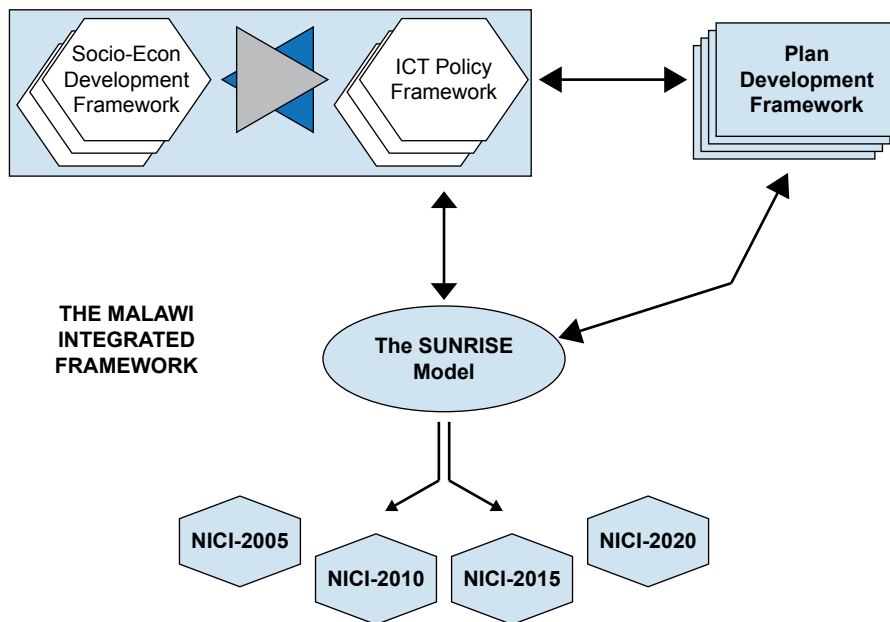 Socio-Econ
Development
Framework
ICT Policy
Framework
Plan
Development
Framework
THE MALAWI
INTEGRATED
FRAMEWORK
The SUNRISE
Model
NICI-2005
NICI-2010
NICI-2015
NICI-2020